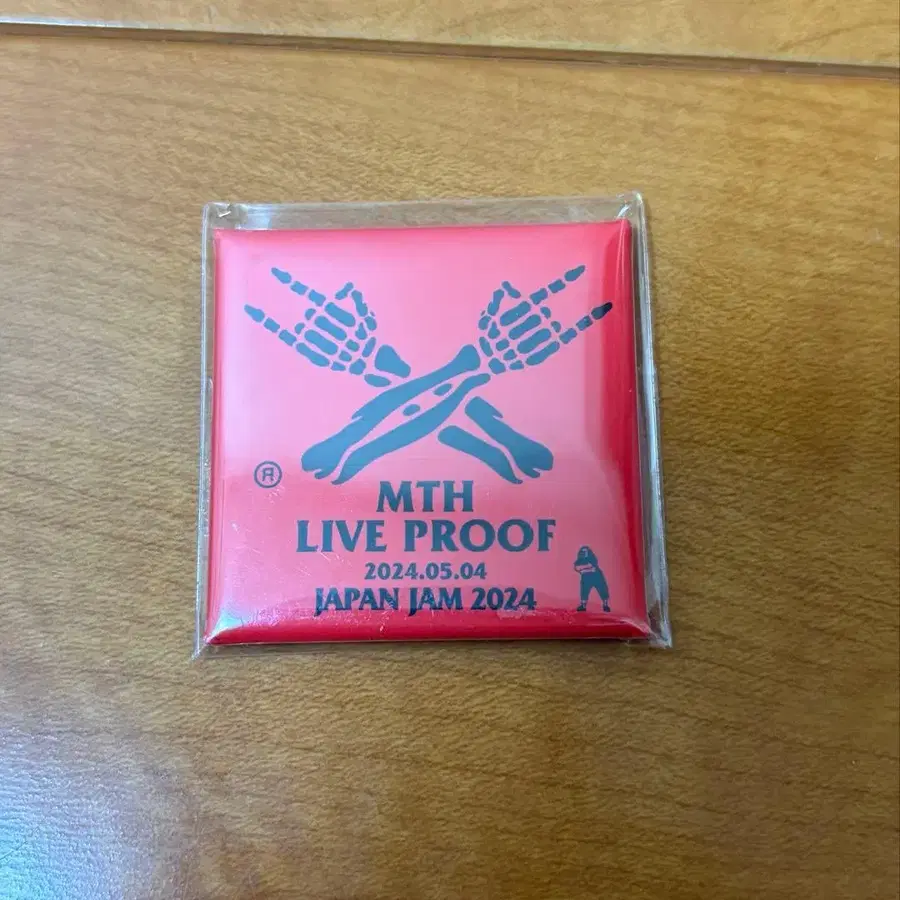 Я
MTH
LIVE PROOF
2024.05.04
JAPAN JAM 2024